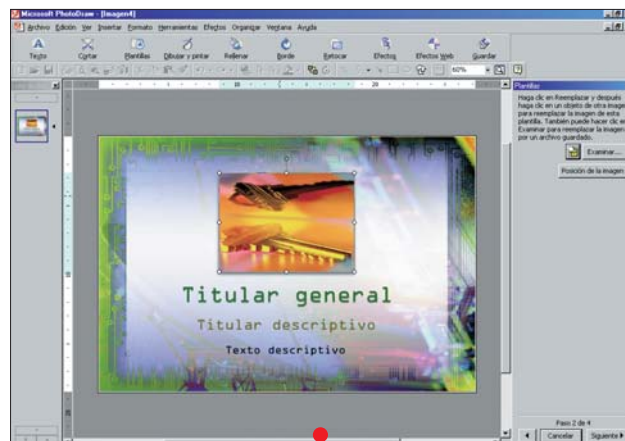 Microsoft PhotoDraw - [Imagen4]
Archivo Edición Ver Insertar Formato Herramientas Efectos Organizar Ventana Ayuda
Texto Cortar Plantillas Dibujar y pintar Rellenar Borde Retocar Efectos Efectos Web Guardar
60%
Plantillas
Haga clic en Reemplazar y después
haga clic en un objeto de otra imagen
para reemplazar la imagen de esta
plantilla. También puede hacer clic en
Examinar para reemplazar la imagen
por un archivo guardado.
Examinar...
Posición de la imagen
Titular general
Titular descriptivo
Texto descriptivo
Paso 2 de 4
Cancelar Siguiente